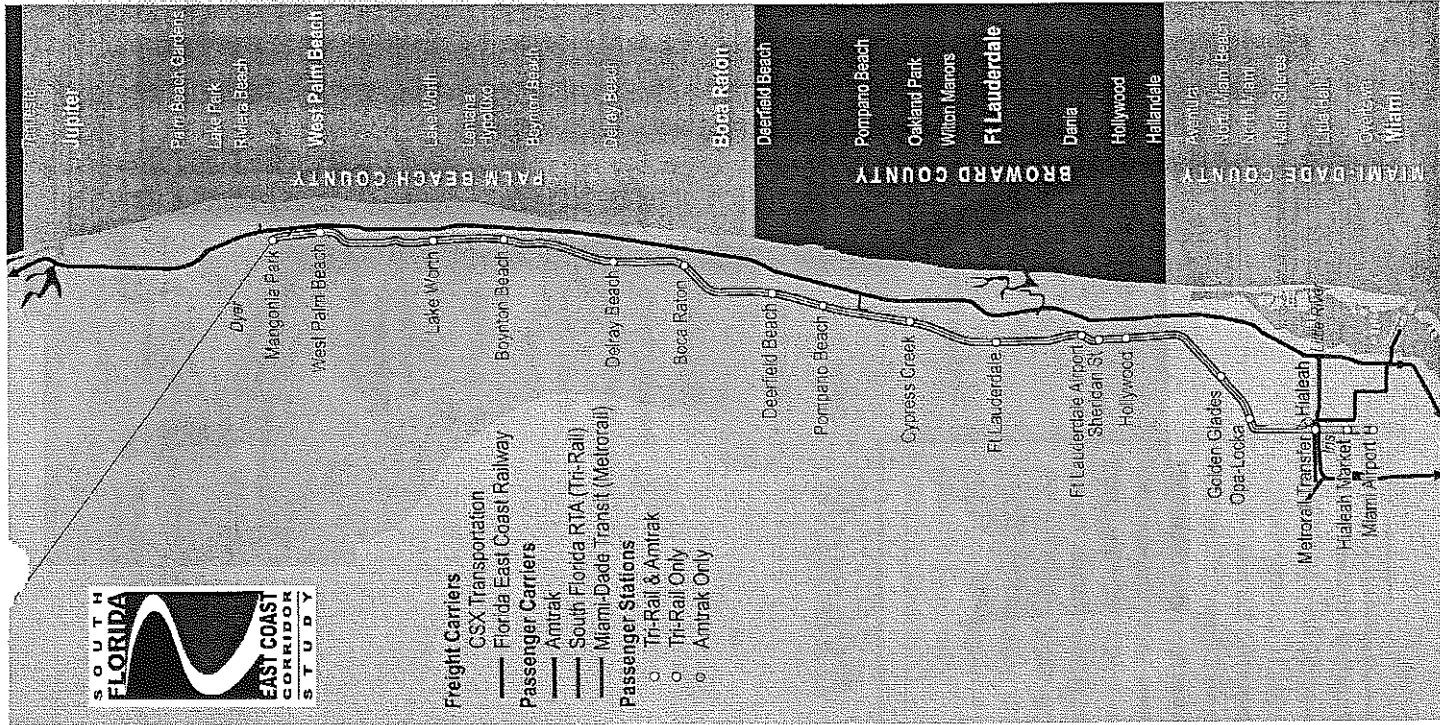 SOUTH
FLORIDA
EAST COAST
CORRIDOR
STUDY
Freight Carriers
CSX Transportation
Florida East Coast Railway
Passenger Carriers
Amtrak
South Florida RTA (Tri-Rail)
Miami-Dade Transit (Metrorail)
Passenger Stations
Tri-Rail & Amtrak
Tri-Rail Only
Amtrak Only
Dyer
Mangonia Park
West Palm Beach
Lake Worth
Boynton Beach
Delray Beach
Boca Raton
Deerfield Beach
Pompano Beach
Cypress Creek
Ft Lauderdale
Ft Lauderdale Airport
Sheridan St
Hollywood
Golden Glades
Opa-Locka
Metrorail Transfer
Hialeah
Little River
Iris
Hialeah Market
Miami Airport
PALM BEACH COUNTY
BROWARD COUNTY
MIAMI-DADE COUNTY
Jupiter
Palm Beach Gardens
Lake Park
Riviera Beach
West Palm Beach
Lake Worth
Lantana
Hypoluxo
Boynton Beach
Delray Beach
Boca Raton
Deerfield Beach
Pompano Beach
Oakland Park
Wilton Manors
Ft Lauderdale
Dania
Hollywood
Hallandale
Aventura
North Miami Beach
North Miami
Miami Shores
Little Haiti
Overtown
Miami